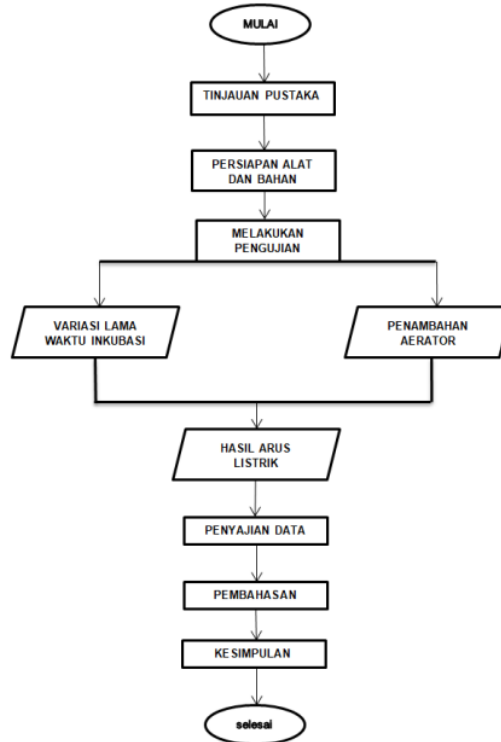 MULAI
TINJAUAN PUSTAKA
PERSIAPAN ALAT
DAN BAHAN
MELAKUKAN
PENGUJIAN
VARIASI LAMA
WAKTU INKUBASI
PENAMBAHAN
AERATOR
HASIL ARUS
LISTRIK
PENYAJIAN DATA
PEMBAHASAN
KESIMPULAN
selesai